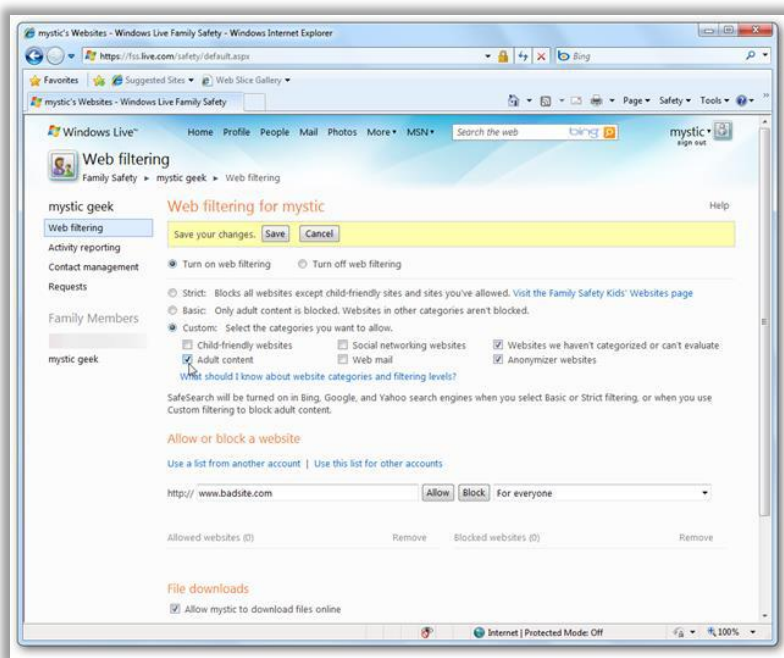 mystic's Websites - Windows Live Family Safety - Windows Internet Explorer
https://fss.live.com/safety/default.aspx
Bing
Favorites Suggested Sites Web Slice Gallery
mystic's Websites - Windows Live Family Safety
Page Safety Tools
Windows Live™ Home Profile People Mail Photos More MSN Search the web bing mystic
sign out
Web filtering
Family Safety ▸ mystic geek ▸ Web filtering
mystic geek
Web filtering
Activity reporting
Contact management
Requests
Family Members
mystic geek
Web filtering for mystic Help
Save your changes. Save Cancel
Turn on web filtering Turn off web filtering
Strict: Blocks all websites except child-friendly sites and sites you've allowed. Visit the Family Safety Kids' Websites page
Basic: Only adult content is blocked. Websites in other categories aren't blocked.
Custom: Select the categories you want to allow.
Child-friendly websites Social networking websites Websites we haven't categorized or can't evaluate
Adult content Web mail Anonymizer websites
What should I know about website categories and filtering levels?
SafeSearch will be turned on in Bing, Google, and Yahoo search engines when you select Basic or Strict filtering, or when you use
Custom filtering to block adult content.
Allow or block a website
Use a list from another account | Use this list for other accounts
http:// www.badsite.com Allow Block For everyone
Allowed websites (0) Remove Blocked websites (0) Remove
File downloads
Allow mystic to download files online
Internet | Protected Mode: Off 100%